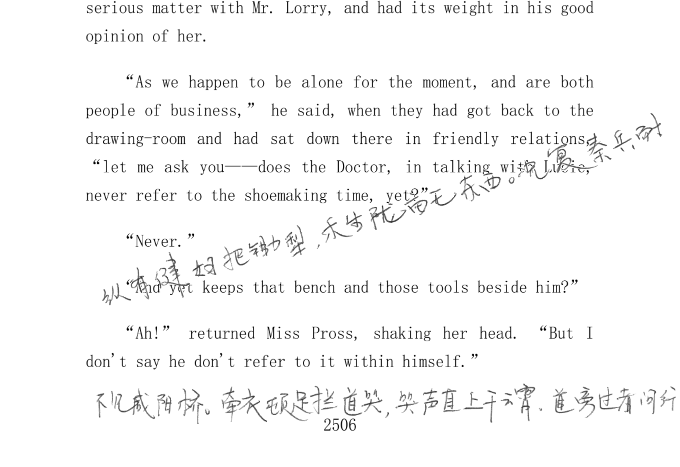 serious matter with Mr. Lorry, and had its weight in his good
opinion of her.
“As we happen to be alone for the moment, and are both
people of business,” he said, when they had got back to the
drawing-room and had sat down there in friendly relations,
“let me ask you——does the Doctor, in talking with Lucie,
never refer to the shoemaking time, yet?”
“Never.”
纵有健妇把锄犁,禾生陇亩无东西。况复秦兵耐
“And yet keeps that bench and those tools beside him?”
“Ah!” returned Miss Pross, shaking her head. “But I
don't say he don't refer to it within himself.”
不见咸阳桥。牵衣顿足拦道哭,哭声直上干云霄。道旁过者问行
2506